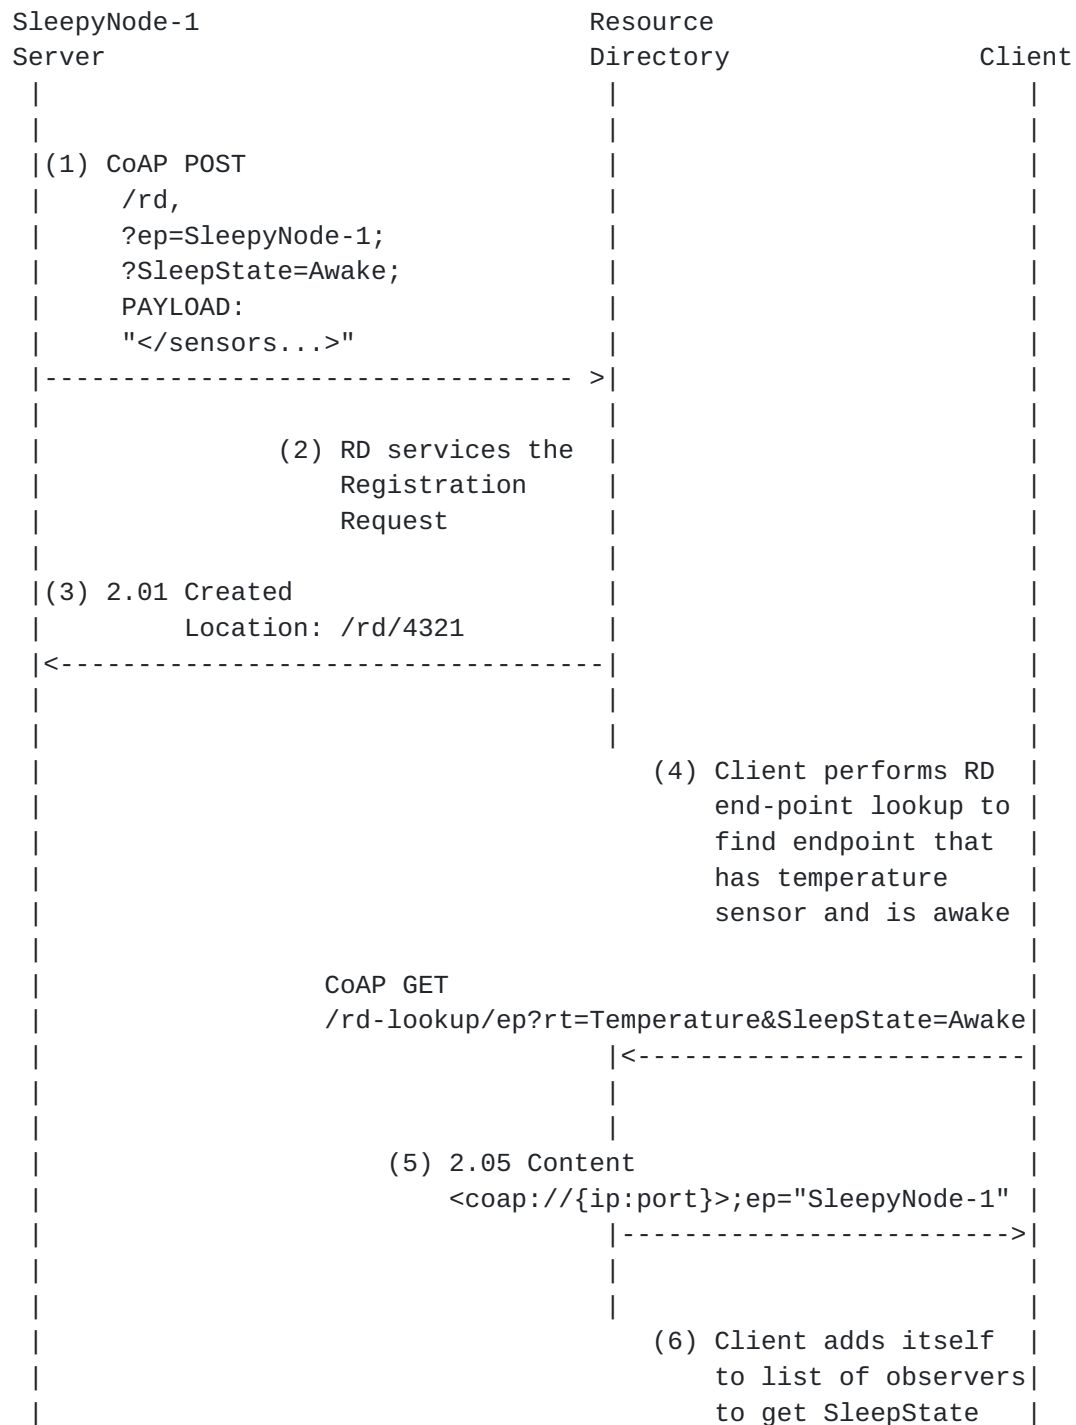 SleepyNode-1                         Resource
Server                               Directory                Client
 |                                    |                          |
 |                                    |                          |
 |(1) CoAP POST                       |                          |
 |     /rd,                           |                          |
 |     ?ep=SleepyNode-1;              |                          |
 |     ?SleepState=Awake;             |                          |
 |     PAYLOAD:                       |                          |
 |     "</sensors...>"                |                          |
 |---------------------------------- >|                          |
 |                                    |                          |
 |               (2) RD services the  |                          |
 |                   Registration     |                          |
 |                   Request          |                          |
 |                                    |                          |
 |(3) 2.01 Created                    |                          |
 |         Location: /rd/4321         |                          |
 |<-----------------------------------|                          |
 |                                    |                          |
 |                                    |                          |
 |                                       (4) Client performs RD  |
 |                                           end-point lookup to |
 |                                           find endpoint that  |
 |                                           has temperature     |
 |                                           sensor and is awake |
 |                                                               |
 |                  CoAP GET                                     |
 |                  /rd-lookup/ep?rt=Temperature&SleepState=Awake|
 |                                    |<-------------------------|
 |                                    |                          |
 |                                    |                          |
 |                      (5) 2.05 Content                         |
 |                          <coap://{ip:port}>;ep="SleepyNode-1" |
 |                                    |------------------------->|
 |                                    |                          |
 |                                    |                          |
 |                                       (6) Client adds itself  |
 |                                           to list of observers|
 |                                           to get SleepState   |